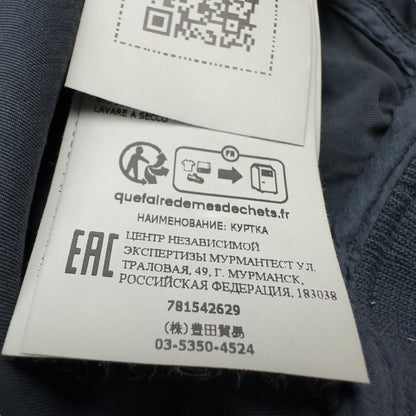 LAVARE A SECCO
FR
quefairedemesdechets.fr
НАИМЕНОВАНИЕ: КУРТКА
EAC
ЦЕНТР НЕЗАВИСИМОЙ
ЭКСПЕРТИЗЫ МУРМАНТЕСТ УЛ.
ТРАЛОВАЯ, 49, Г. МУРМАНСК,
РОССИЙСКАЯ ФЕДЕРАЦИЯ, 183038
781542629
(株)豊田貿易
03-5350-4524